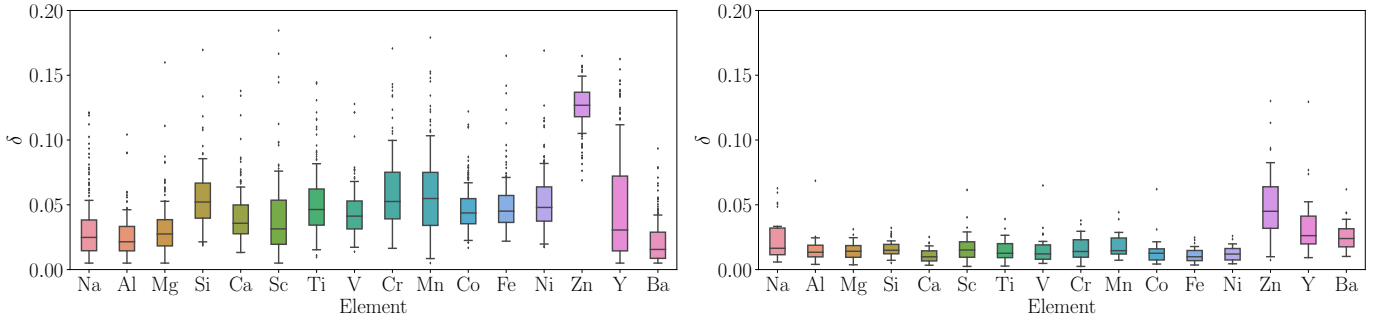 0.20
0.15
0.10
0.05
0.00
δ
Na Al Mg Si Ca Sc Ti V Cr Mn Co Fe Ni Zn Y Ba
Element
0.20
0.15
0.10
0.05
0.00
δ
Na Al Mg Si Ca Sc Ti V Cr Mn Co Fe Ni Zn Y Ba
Element